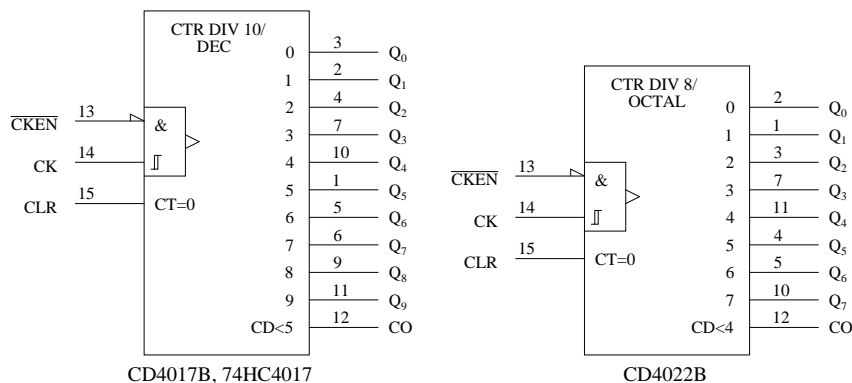 CTR DIV 10/
DEC
0 3 Q0
1 2 Q1
CKEN 13 & 2 4 Q2
3 7 Q3
CK 14 4 10 Q4
5 1 Q5
CLR 15 CT=0 6 5 Q6
7 6 Q7
8 9 Q8
9 11 Q9
CD<5 12 CO
CD4017B, 74HC4017
CTR DIV 8/
OCTAL
0 2 Q0
1 1 Q1
CKEN 13 & 2 3 Q2
3 7 Q3
CK 14 4 11 Q4
5 4 Q5
CLR 15 CT=0 6 5 Q6
7 10 Q7
CD<4 12 CO
CD4022B